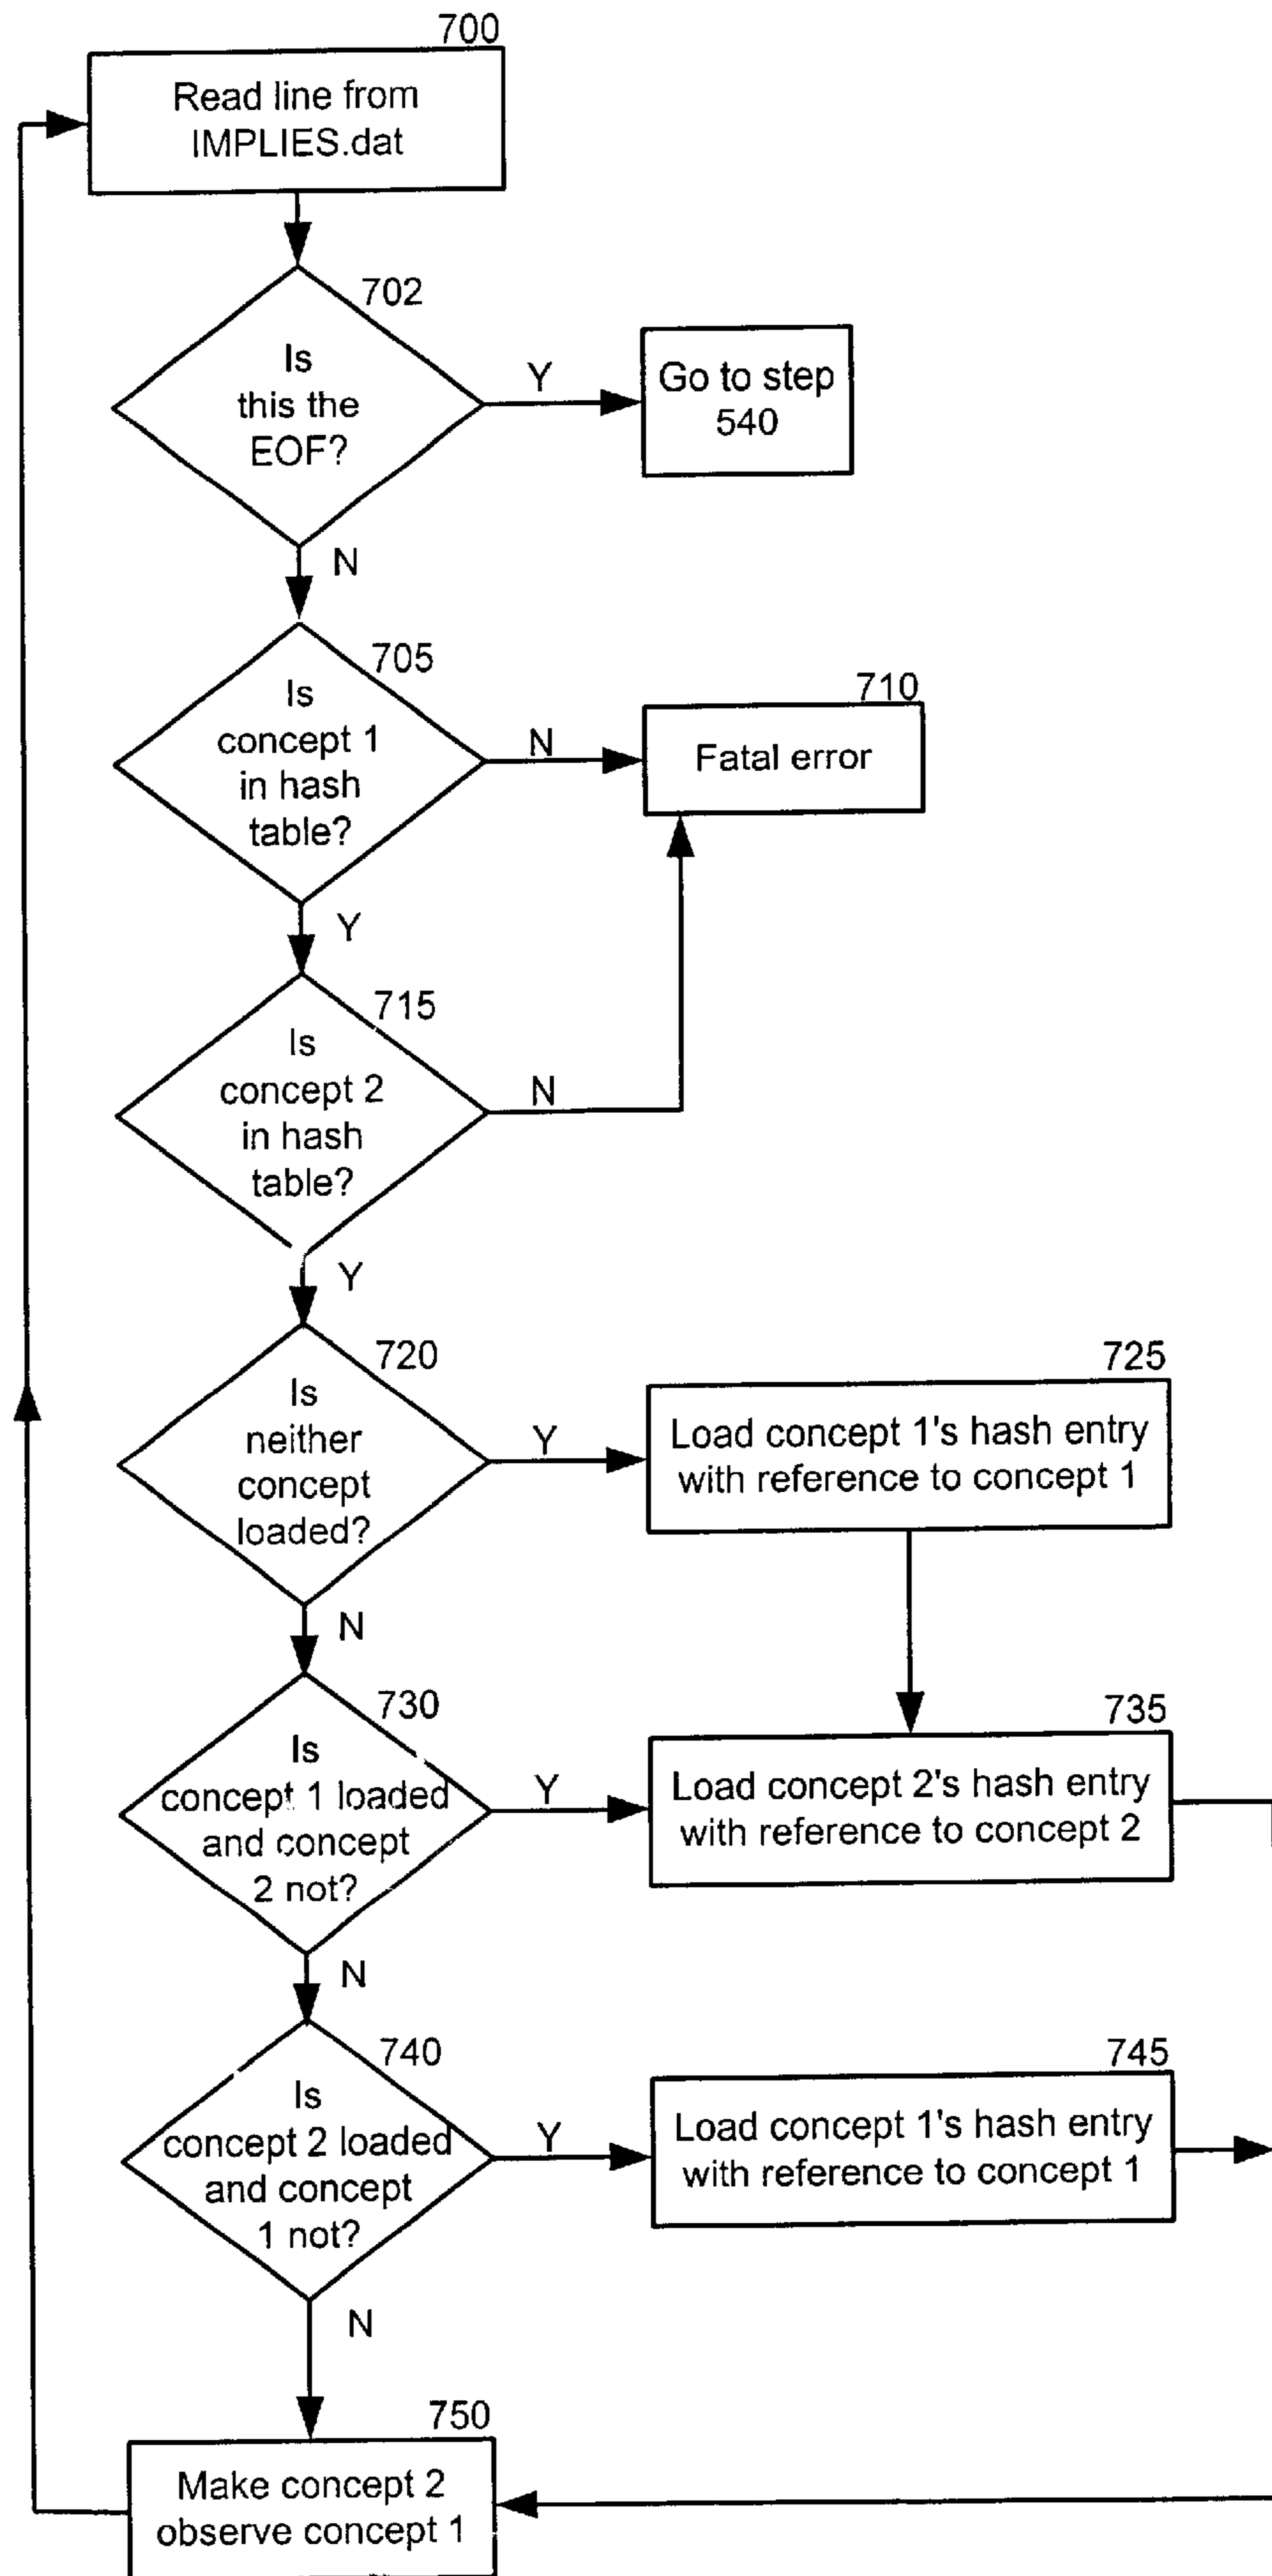 700
Read line from
IMPLIES.dat
702
Is
this the
EOF?
Y
Go to step
540
N
705
Is
concept 1
in hash
table?
N
710
Fatal error
Y
715
Is
concept 2
in hash
table?
N
Y
720
Is
neither
concept
loaded?
Y
725
Load concept 1's hash entry
with reference to concept 1
N
730
Is
concept 1 loaded
and concept
2 not?
Y
735
Load concept 2's hash entry
with reference to concept 2
N
740
Is
concept 2 loaded
and concept
1 not?
Y
745
Load concept 1's hash entry
with reference to concept 1
N
750
Make concept 2
observe concept 1